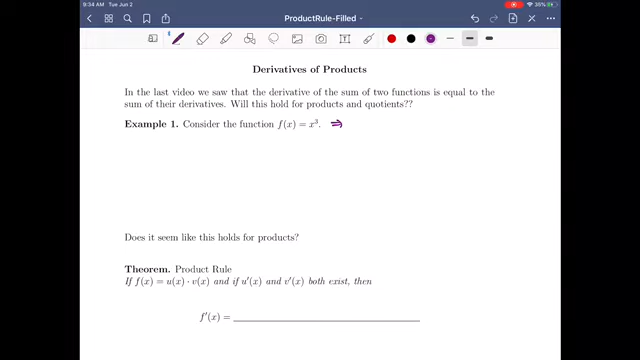 9:34 AM Tue Jun 2
35%
ProductRule-Filled
Derivatives of Products
In the last video we saw that the derivative of the sum of two functions is equal to the
sum of their derivatives. Will this hold for products and quotients??
Example 1. Consider the function f(x) = x³. ⇒
Does it seem like this holds for products?
Theorem. Product Rule
If f(x) = u(x) · v(x) and if u′(x) and v′(x) both exist, then
f′(x) = ____________________